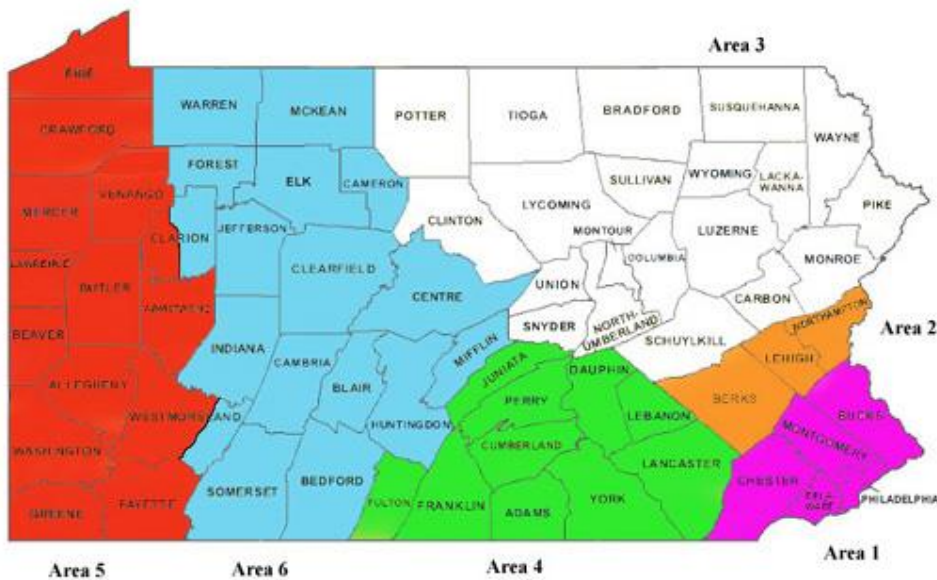 Area 3
ERIE
WARREN
MCKEAN
POTTER
TIOGA
BRADFORD
SUSQUEHANNA
CRAWFORD
WAYNE
FOREST
ELK
CAMERON
SULLIVAN
WYOMING
LACKA-
WANNA
VENANGO
MERCER
CLARION
JEFFERSON
CLINTON
LYCOMING
PIKE
MONTOUR
COLUMBIA
LUZERNE
CLEARFIELD
MONROE
BUTLER
CENTRE
UNION
CARBON
BEAVER
SNYDER
NORTH-
UMBERLAND
NORTHAMPTON
Area 2
SCHUYLKILL
INDIANA
CAMBRIA
MIFFLIN
JUNIATA
DAUPHIN
LEHIGH
ALLEGHENY
BLAIR
PERRY
BERKS
WESTMORELAND
HUNTINGDON
LEBANON
BUCKS
CUMBERLAND
MONTGOMERY
WASHINGTON
LANCASTER
CHESTER
SOMERSET
BEDFORD
FULTON
FRANKLIN
ADAMS
YORK
DELA-
WARE
PHILADELPHIA
GREENE
FAYETTE
Area 5
Area 6
Area 4
Area 1